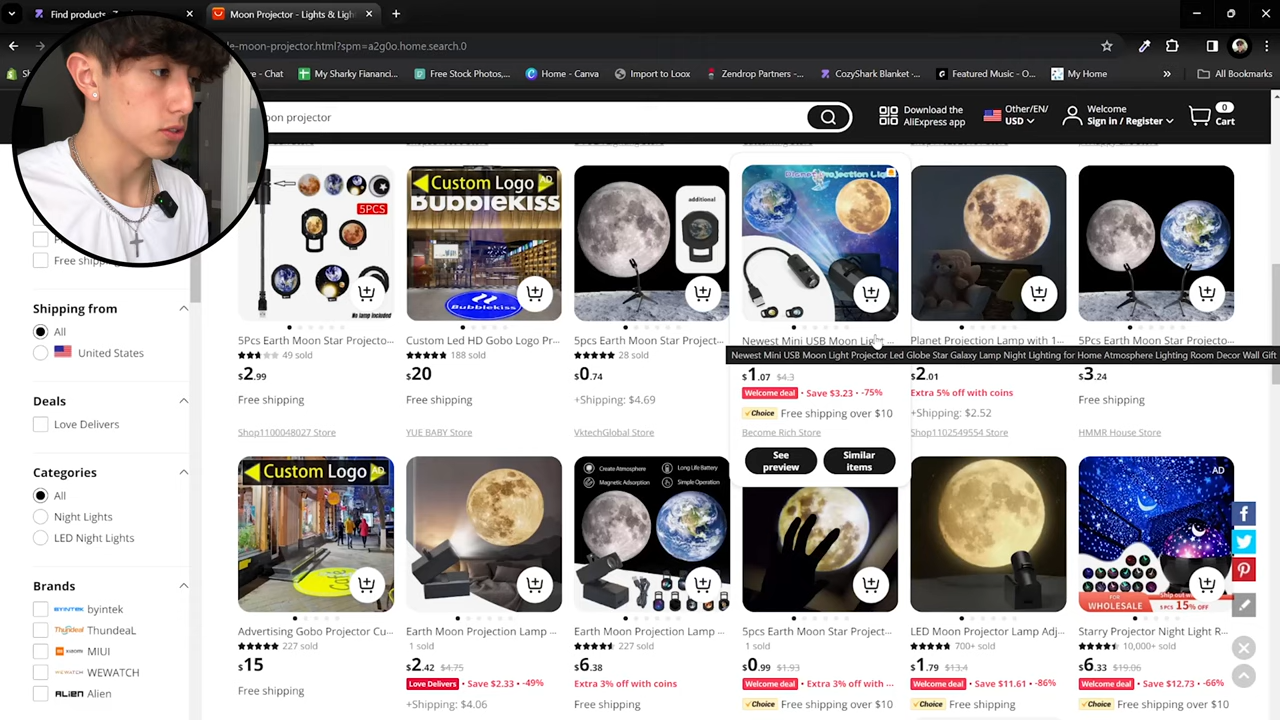 Find products
Moon Projector - Lights & Ligh
le-moon-projector.html?spm=a2g0o.home.search.0
- Chat
My Sharky Fiananci...
Free Stock Photos,...
Home - Canva
Import to Loox
Zendrop Partners -...
CozyShark Blanket -...
Featured Music - O...
My Home
All Bookmarks
oon projector
Download the
AliExpress app
Other/EN/
USD
Welcome
Sign in / Register
0
Cart
Free shipping
Shipping from
All
United States
Deals
Love Delivers
Categories
All
Night Lights
LED Night Lights
Brands
byintek
ThundeaL
MIUI
WEWATCH
Alien
5PCS
No lamp included
5Pcs Earth Moon Star Projecto...
49 sold
$2.99
Free shipping
Shop1100048027 Store
Custom Logo
AD
BUBBLEKISS
Bubblekiss
Custom Led HD Gobo Logo Pr...
188 sold
$20
Free shipping
YUE BABY Store
additional
5pcs Earth Moon Star Project...
28 sold
$0.74
+Shipping: $4.69
VktechGlobal Store
Newest Mini USB Moon Light ...
Newest Mini USB Moon Light Projector Led Globe Star Galaxy Lamp Night Lighting for Home Atmosphere Lighting Room Decor Wall Gift
$1.07 $4.3
Welcome deal · Save $3.23 · -75%
Choice Free shipping over $10
Become Rich Store
See
preview
Similar
items
Planet Projection Lamp with 1...
$2.01
Extra 5% off with coins
+Shipping: $2.52
Shop1102549554 Store
5pcs Earth Moon Star Project...
$3.24
Free shipping
HMMR House Store
Custom Logo
AD
Advertising Gobo Projector Cu...
227 sold
$15
Free shipping
Earth Moon Projection Lamp ...
1 sold
$2.42 $4.75
Love Delivers · Save $2.33 · -49%
+Shipping: $4.06
Create Atmosphere
Long Life Battery
Magnetic Adsorption
Simple Operation
Earth Moon Projection Lamp ...
227 sold
$6.38
Extra 3% off with coins
Free shipping
5pcs Earth Moon Star Project...
1 sold
$0.99 $1.93
Welcome deal · Extra 3% off with ...
Choice Free shipping over $10
LED Moon Projector Lamp Adj...
700+ sold
$1.79 $13.4
Welcome deal · Save $11.61 · -86%
Choice Free shipping
AD
FOR
WHOLESALE
5 PCS 15% OFF
Starry Projector Night Light R...
10,000+ sold
$6.33 $19.06
Welcome deal · Save $12.73 · -66%
Choice Free shipping over $10